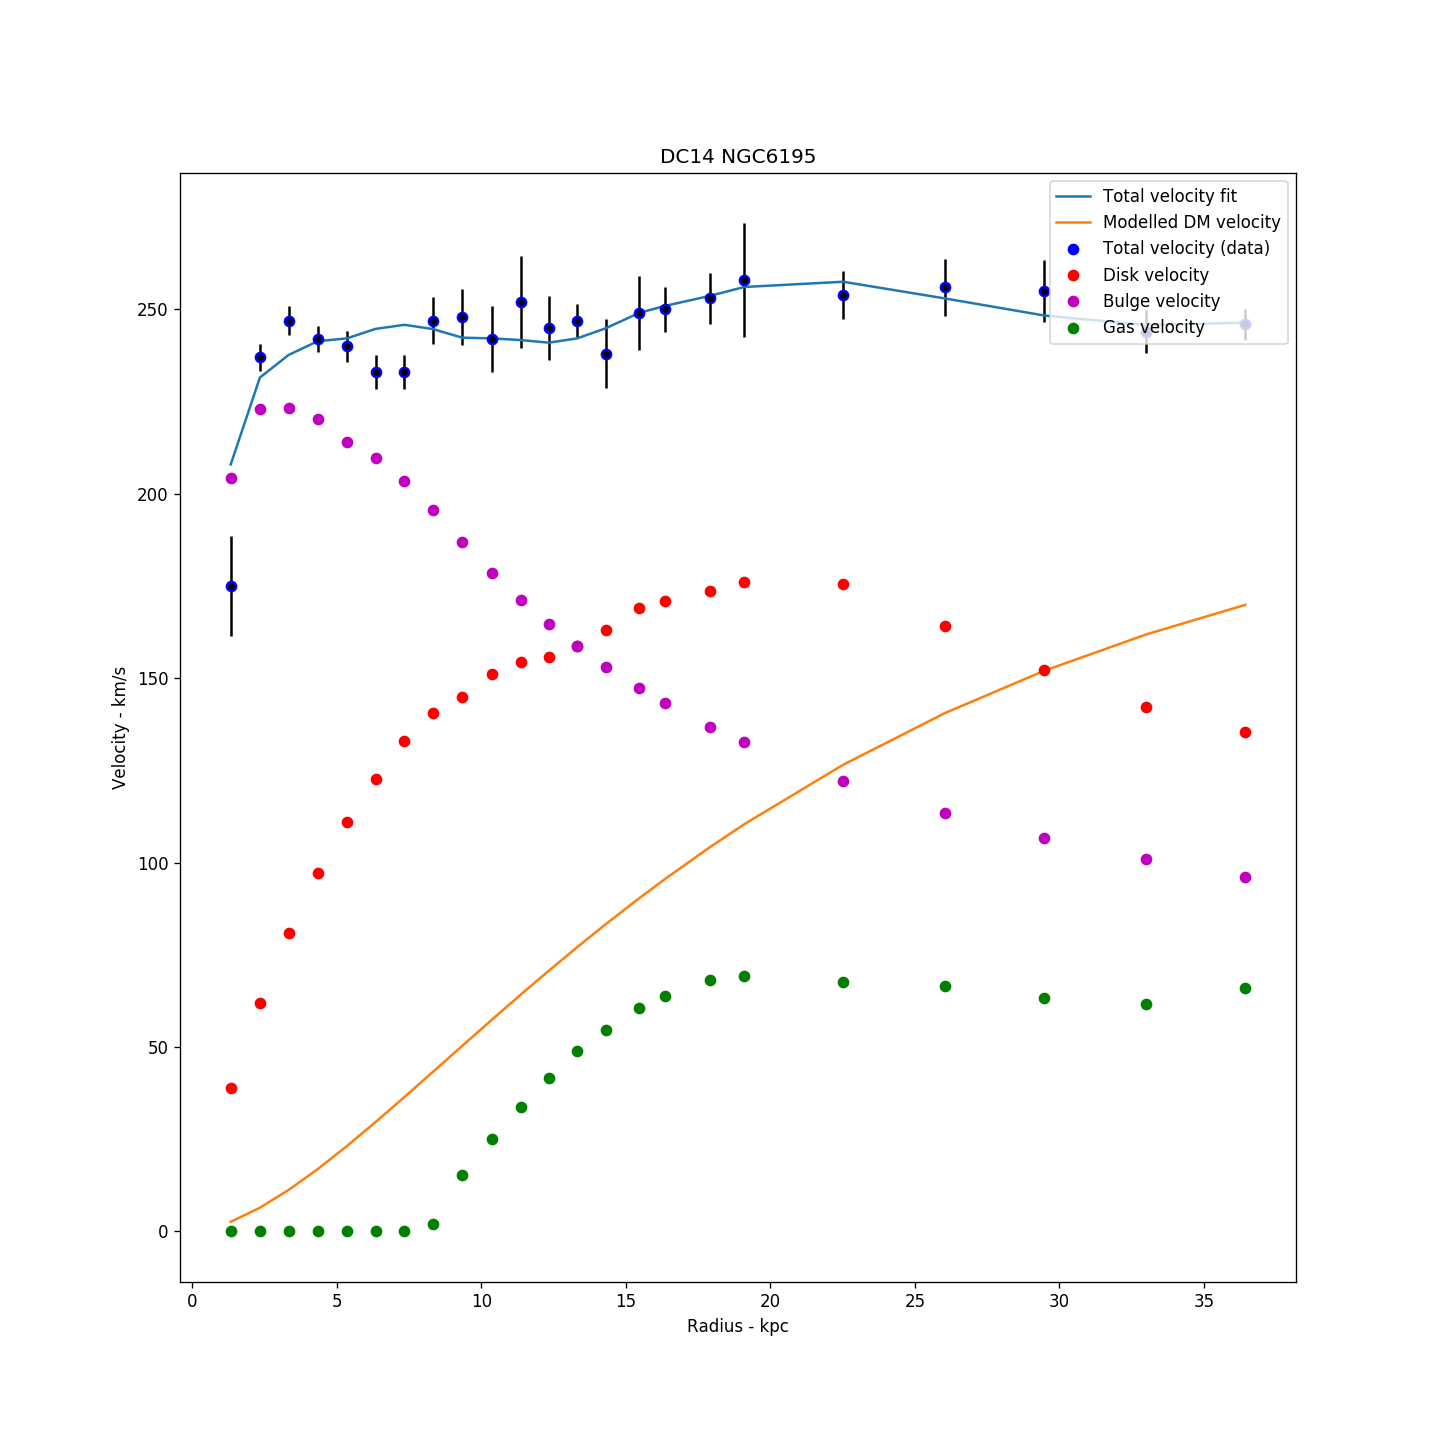 DC14 NGC6195
Total velocity fit
Modelled DM velocity
Total velocity (data)
Disk velocity
Bulge velocity
Gas velocity
250
200
150
100
50
0
Velocity - km/s
0 5 10 15 20 25 30 35
Radius - kpc